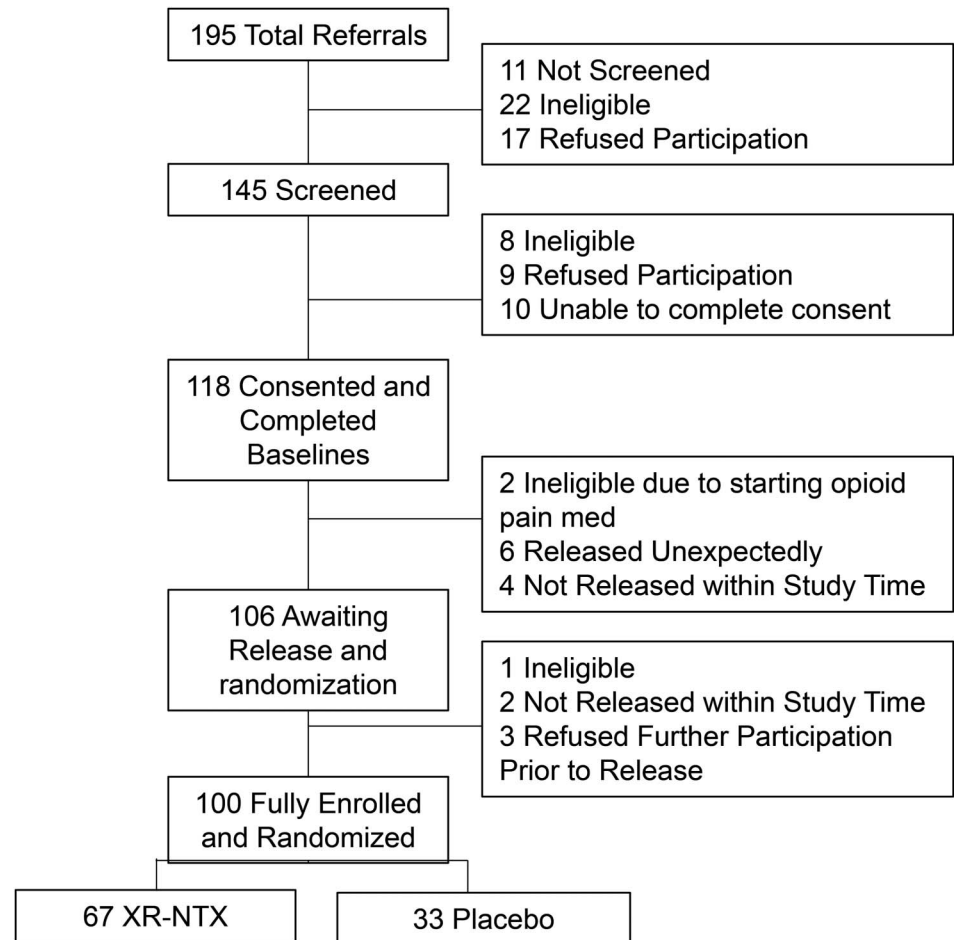 195 Total Referrals
11 Not Screened
22 Ineligible
17 Refused Participation
145 Screened
8 Ineligible
9 Refused Participation
10 Unable to complete consent
118 Consented and
Completed
Baselines
2 Ineligible due to starting opioid
pain med
6 Released Unexpectedly
4 Not Released within Study Time
106 Awaiting
Release and
randomization
1 Ineligible
2 Not Released within Study Time
3 Refused Further Participation
Prior to Release
100 Fully Enrolled
and Randomized
67 XR-NTX
33 Placebo